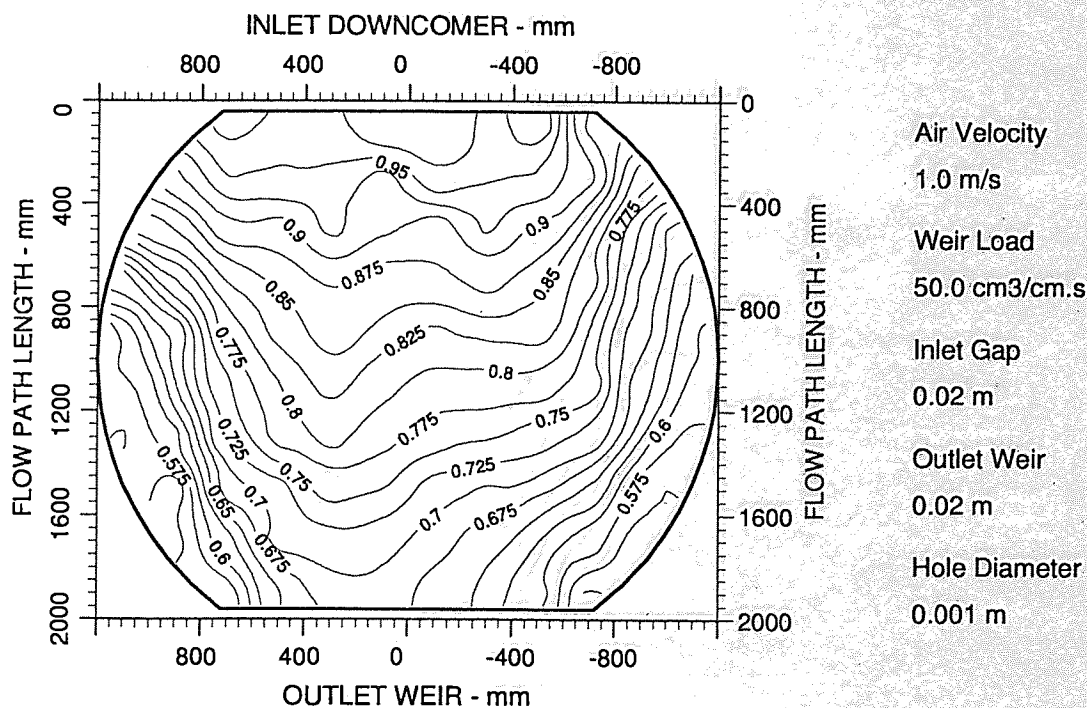 INLET DOWNCOMER - mm
800 400 0 -400 -800
0 0
400 400
800 800
1200 1200
1600 1600
2000 2000
FLOW PATH LENGTH - mm
FLOW PATH LENGTH - mm
0.95
0.9 0.9
0.775
0.875
0.85 0.85
0.825
0.775
0.8
0.8
0.775 0.75
0.725 0.725
0.6
0.575 0.75
0.575
0.65 0.7
0.7 0.675
0.6 0.675
800 400 0 -400 -800
OUTLET WEIR - mm
Air Velocity
1.0 m/s
Weir Load
50.0 cm3/cm.s
Inlet Gap
0.02 m
Outlet Weir
0.02 m
Hole Diameter
0.001 m